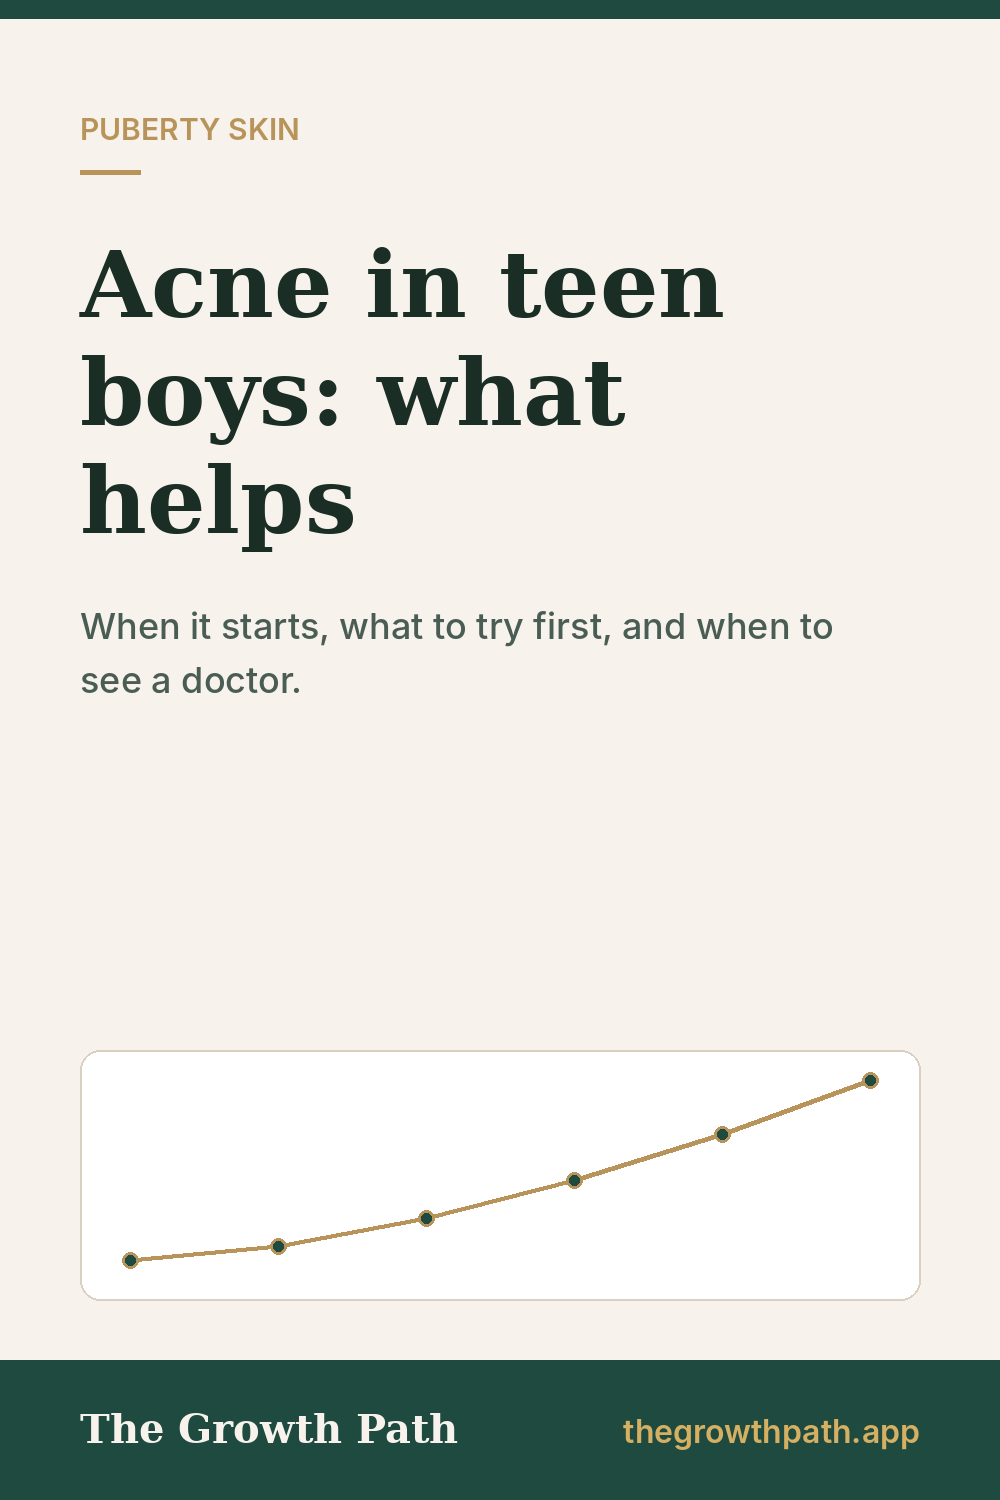 PUBERTY SKIN
Acne in teen
boys: what
helps
When it starts, what to try first, and when to
see a doctor.
The Growth Path
thegrowthpath.app